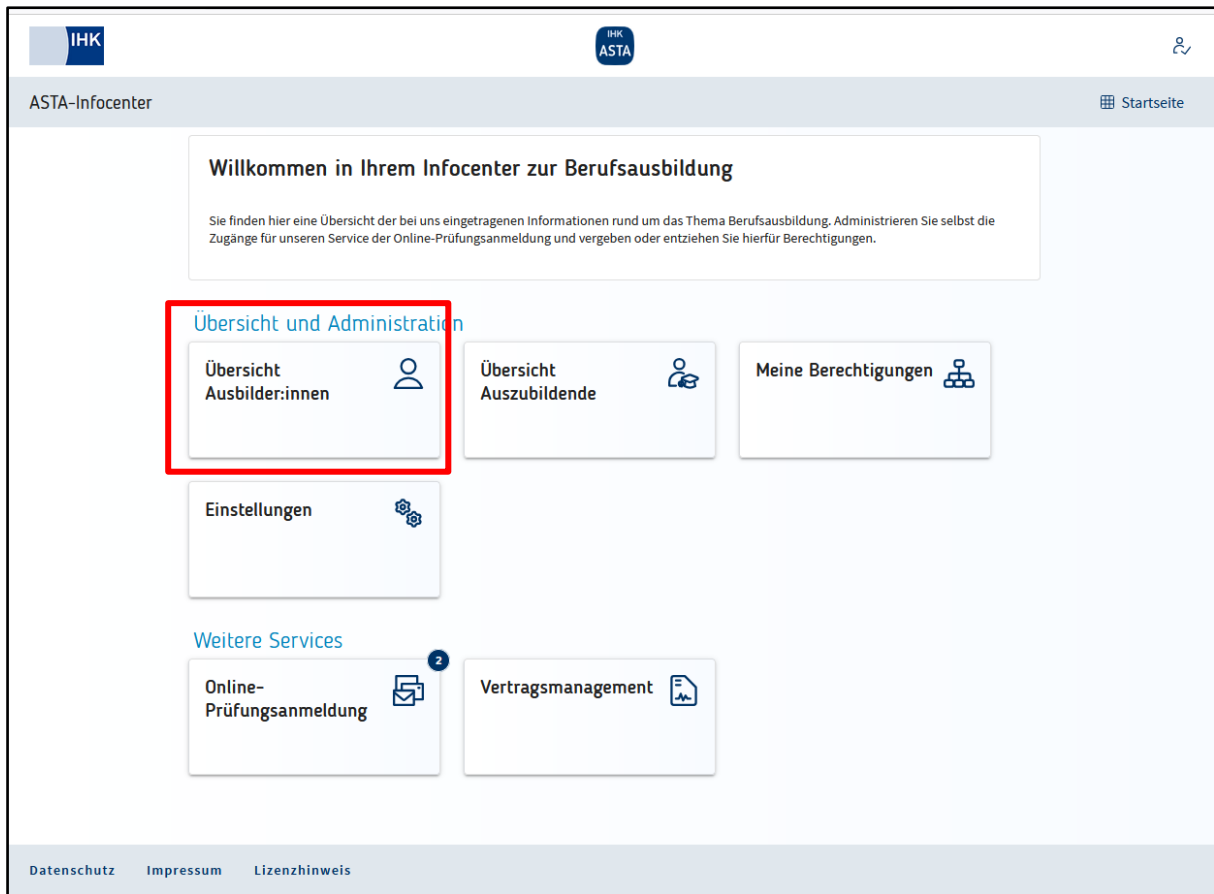 IHK
IHK
ASTA
ASTA-Infocenter
Startseite
Willkommen in Ihrem Infocenter zur Berufsausbildung
Sie finden hier eine Übersicht der bei uns eingetragenen Informationen rund um das Thema Berufsausbildung. Administrieren Sie selbst die
Zugänge für unseren Service der Online-Prüfungsanmeldung und vergeben oder entziehen Sie hierfür Berechtigungen.
Übersicht und Administration
Übersicht
Ausbilder:innen
Übersicht
Auszubildende
Meine Berechtigungen
Einstellungen
Weitere Services
2
Online-
Prüfungsanmeldung
Vertragsmanagement
Datenschutz Impressum Lizenzhinweis